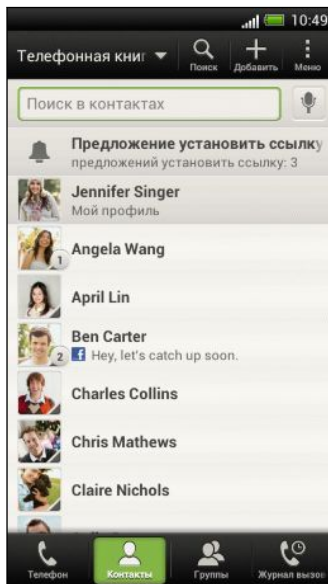 10:49
Телефонная книг
Поиск
Добавить
Меню
Поиск в контактах
Предложение установить ссылку
предложений установить ссылку: 3
Jennifer Singer
Мой профиль
Angela Wang
1
April Lin
Ben Carter
2
Hey, let's catch up soon.
Charles Collins
Chris Mathews
Claire Nichols
Телефон
Контакты
Группы
Журнал вызов